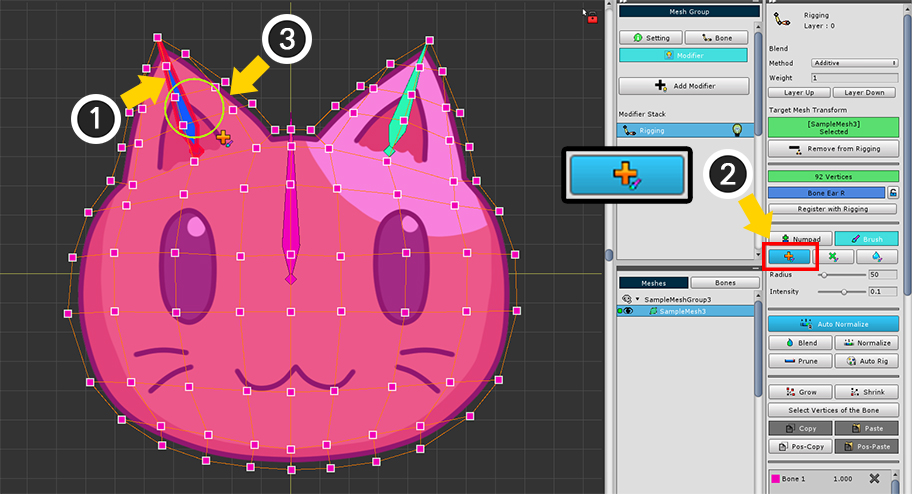 1
3
2
Mesh Group
Setting
Bone
Modifier
Add Modifier
Modifier Stack
Rigging
Meshes
Bones
SampleMeshGroup3
SampleMesh3
Rigging
Layer : 0
Blend
Method
Additive
Weight
1
Layer Up
Layer Down
Target Mesh Transform
[SampleMesh3]
Selected
Remove from Rigging
92 Vertices
Bone Ear R
Register with Rigging
Numpad
Brush
Radius
50
Intensity
0.1
Auto Normalize
Blend
Normalize
Prune
Auto Rig
Grow
Shrink
Select Vertices of the Bone
Copy
Paste
Pos-Copy
Pos-Paste
Bone 1
1.000